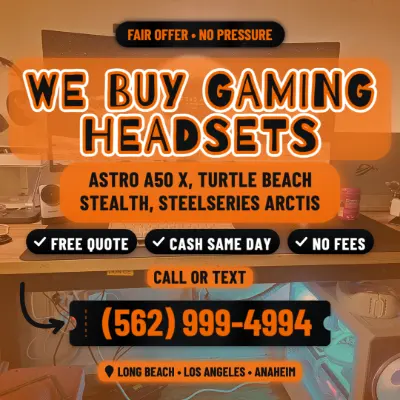 FAIR OFFER • NO PRESSURE
WE BUY GAMING
HEADSETS
ASTRO A50 X, TURTLE BEACH
STEALTH, STEELSERIES ARCTIS
✓ FREE QUOTE ✓ CASH SAME DAY ✓ NO FEES
CALL OR TEXT
(562) 999-4994
LONG BEACH • LOS ANGELES • ANAHEIM